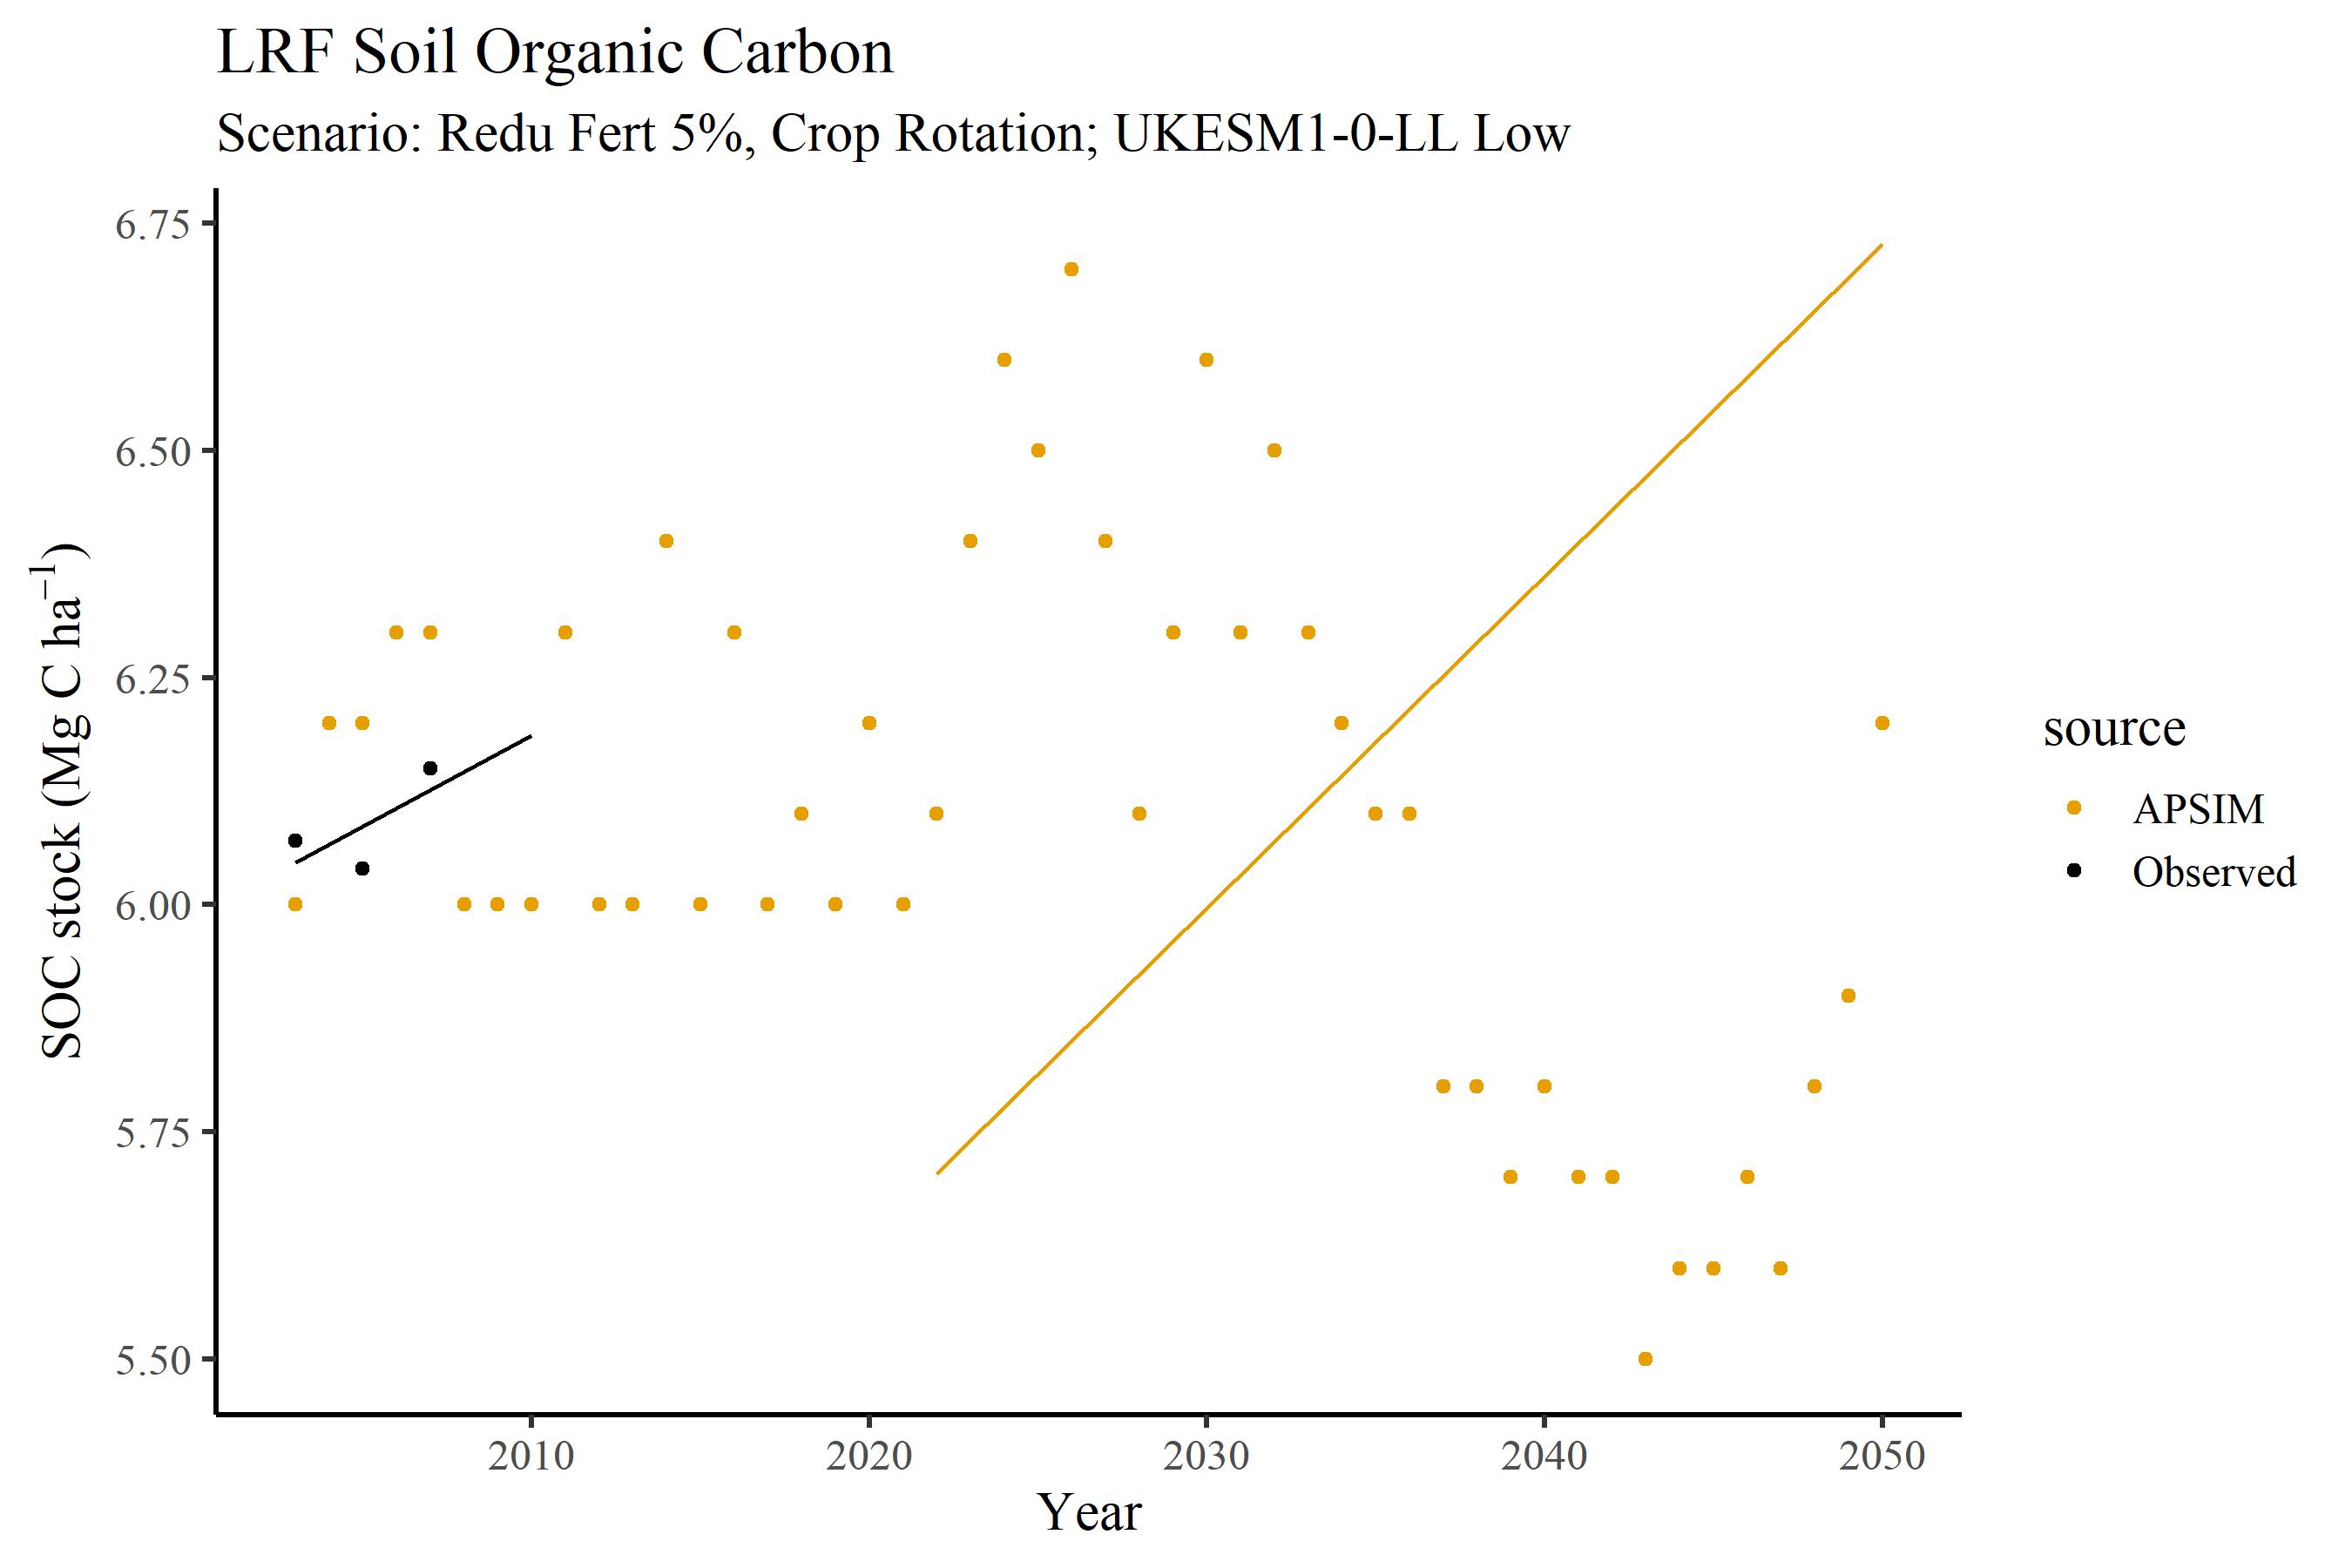 LRF Soil Organic Carbon
Scenario: Redu Fert 5%, Crop Rotation; UKESM1-0-LL Low
SOC stock (Mg C ha⁻¹)
6.75
6.50
6.25
6.00
5.75
5.50
2010 2020 2030 2040 2050
Year
source
APSIM
Observed